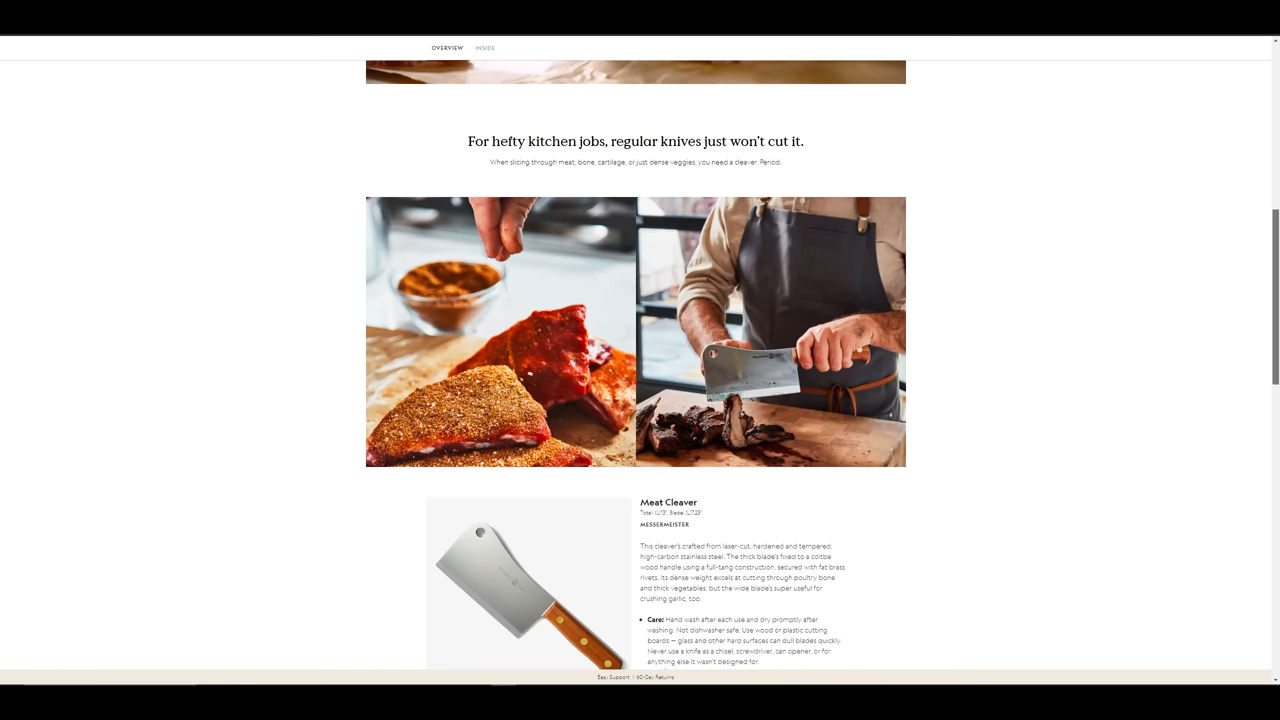 OVERVIEW INSIDE
For hefty kitchen jobs, regular knives just won't cut it.
When slicing through meat, bone, cartilage, or just dense veggies, you need a cleaver. Period.
Meat Cleaver
MESSERMEISTER
This cleaver's crafted from laser-cut, hardened and tempered,
high-carbon stainless steel. The thick blade's fixed to a coitbe
wood handle using a full-tang construction, secured with fat brass
rivets. Its dense weight excels at cutting through poultry bone
and thick vegetables, but the wide blade's super useful for
crushing garlic, too.
Care: Hand wash after each use and dry promptly after
washing. Not dishwasher safe. Use wood or plastic cutting
boards – glass and other hard surfaces can dull blades quickly.
Never use a knife as a chisel, screwdriver, can opener, or for
anything else it wasn't designed for.
Easy Support | 60-Day Returns